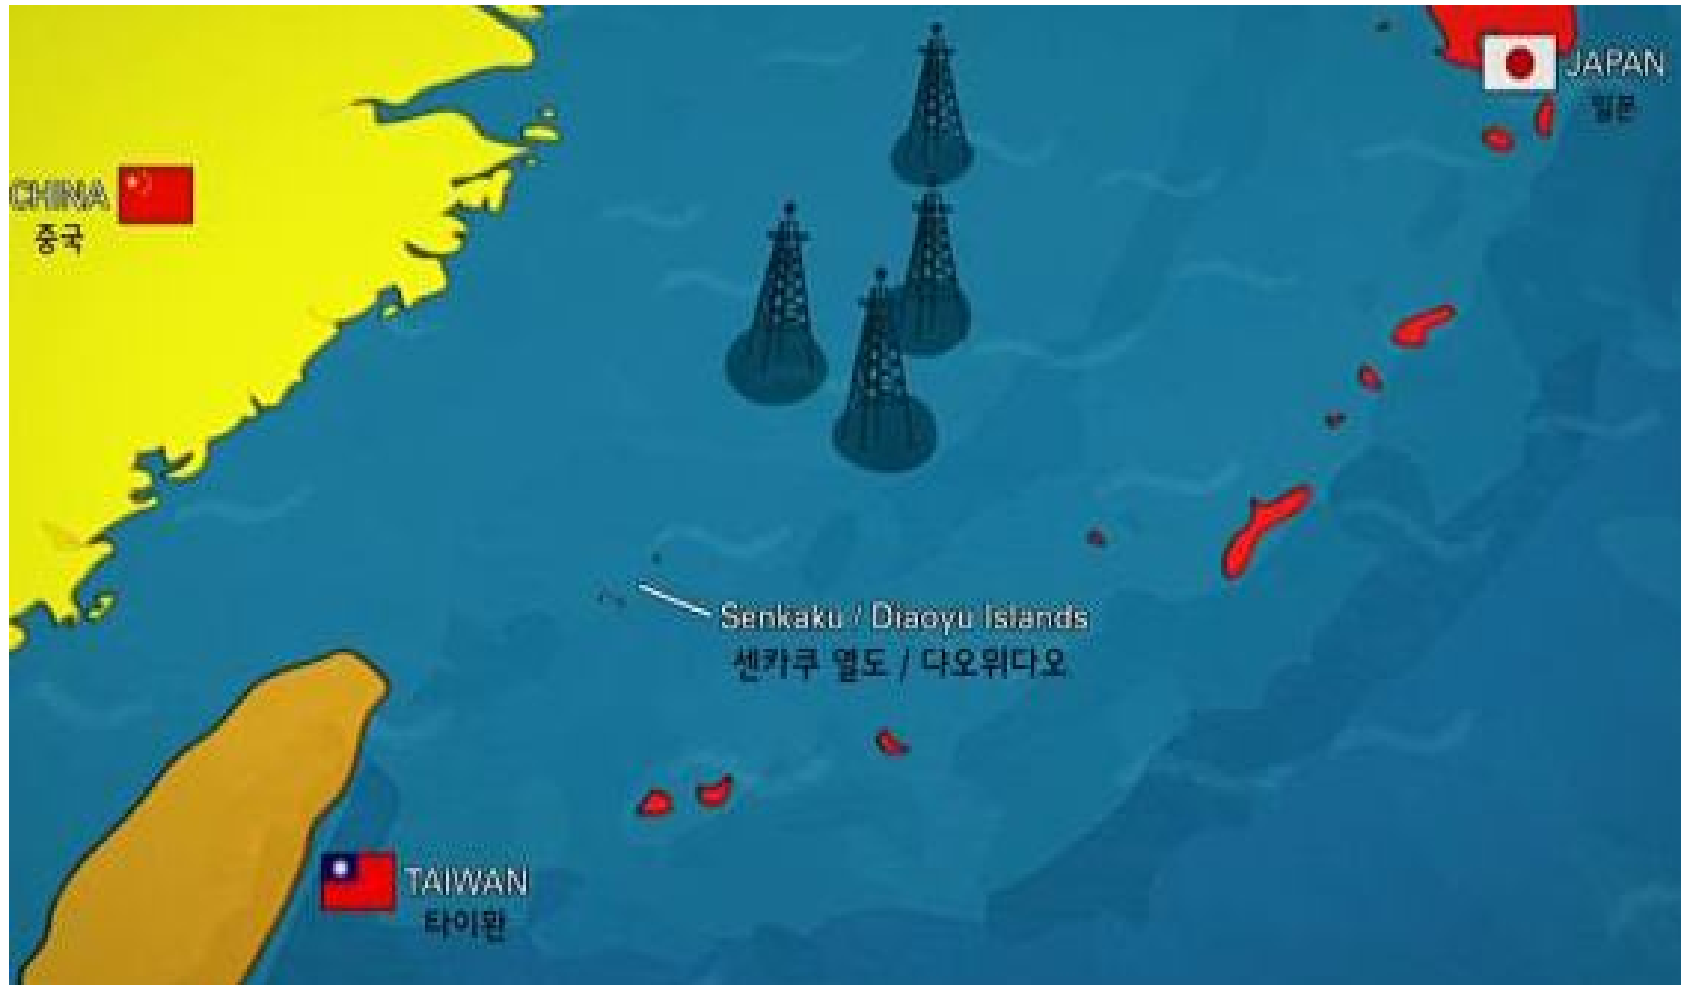 JAPAN
일본
CHINA
중국
Senkaku / Diaoyu Islands
센카쿠 열도 / 댜오위다오
TAIWAN
타이완